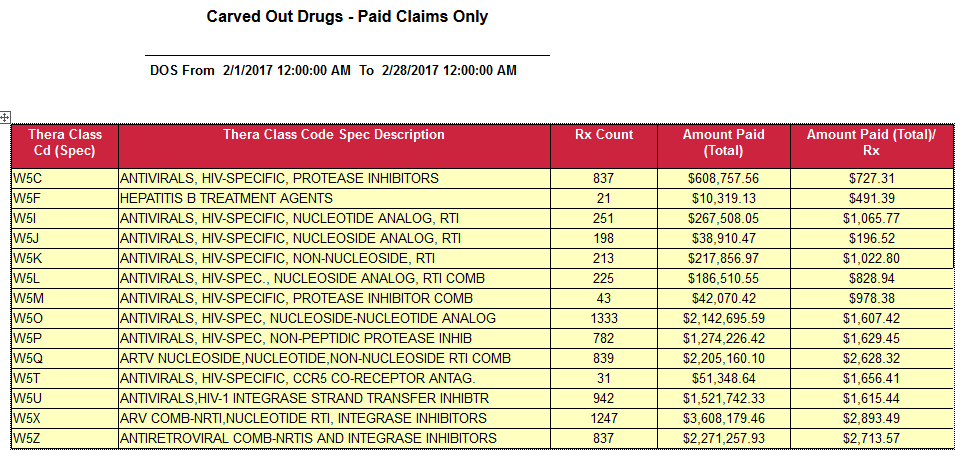 Carved Out Drugs - Paid Claims Only
DOS From 2/1/2017 12:00:00 AM To 2/28/2017 12:00:00 AM
Thera Class Cd (Spec) Thera Class Code Spec Description Rx Count Amount Paid (Total) Amount Paid (Total)/ Rx
W5C ANTIVIRALS, HIV-SPECIFIC, PROTEASE INHIBITORS 837 $608,757.56 $727.31
W5F HEPATITIS B TREATMENT AGENTS 21 $10,319.13 $491.39
W5I ANTIVIRALS, HIV-SPECIFIC, NUCLEOTIDE ANALOG, RTI 251 $267,508.05 $1,065.77
W5J ANTIVIRALS, HIV-SPECIFIC, NUCLEOSIDE ANALOG, RTI 198 $38,910.47 $196.52
W5K ANTIVIRALS, HIV-SPECIFIC, NON-NUCLEOSIDE, RTI 213 $217,856.97 $1,022.80
W5L ANTIVIRALS, HIV-SPEC., NUCLEOSIDE ANALOG, RTI COMB 225 $186,510.55 $828.94
W5M ANTIVIRALS, HIV-SPECIFIC, PROTEASE INHIBITOR COMB 43 $42,070.42 $978.38
W5O ANTIVIRALS, HIV-SPEC, NUCLEOSIDE-NUCLEOTIDE ANALOG 1333 $2,142,695.59 $1,607.42
W5P ANTIVIRALS, HIV-SPEC, NON-PEPTIDIC PROTEASE INHIB 782 $1,274,226.42 $1,629.45
W5Q ARTV NUCLEOSIDE,NUCLEOTIDE,NON-NUCLEOSIDE RTI COMB 839 $2,205,160.10 $2,628.32
W5T ANTIVIRALS, HIV-SPECIFIC, CCR5 CO-RECEPTOR ANTAG. 31 $51,348.64 $1,656.41
W5U ANTIVIRALS,HIV-1 INTEGRASE STRAND TRANSFER INHIBTR 942 $1,521,742.33 $1,615.44
W5X ARV COMB-NRTI,NUCLEOTIDE RTI, INTEGRASE INHIBITORS 1247 $3,608,179.46 $2,893.49
W5Z ANTIRETROVIRAL COMB-NRTIS AND INTEGRASE INHIBITORS 837 $2,271,257.93 $2,713.57